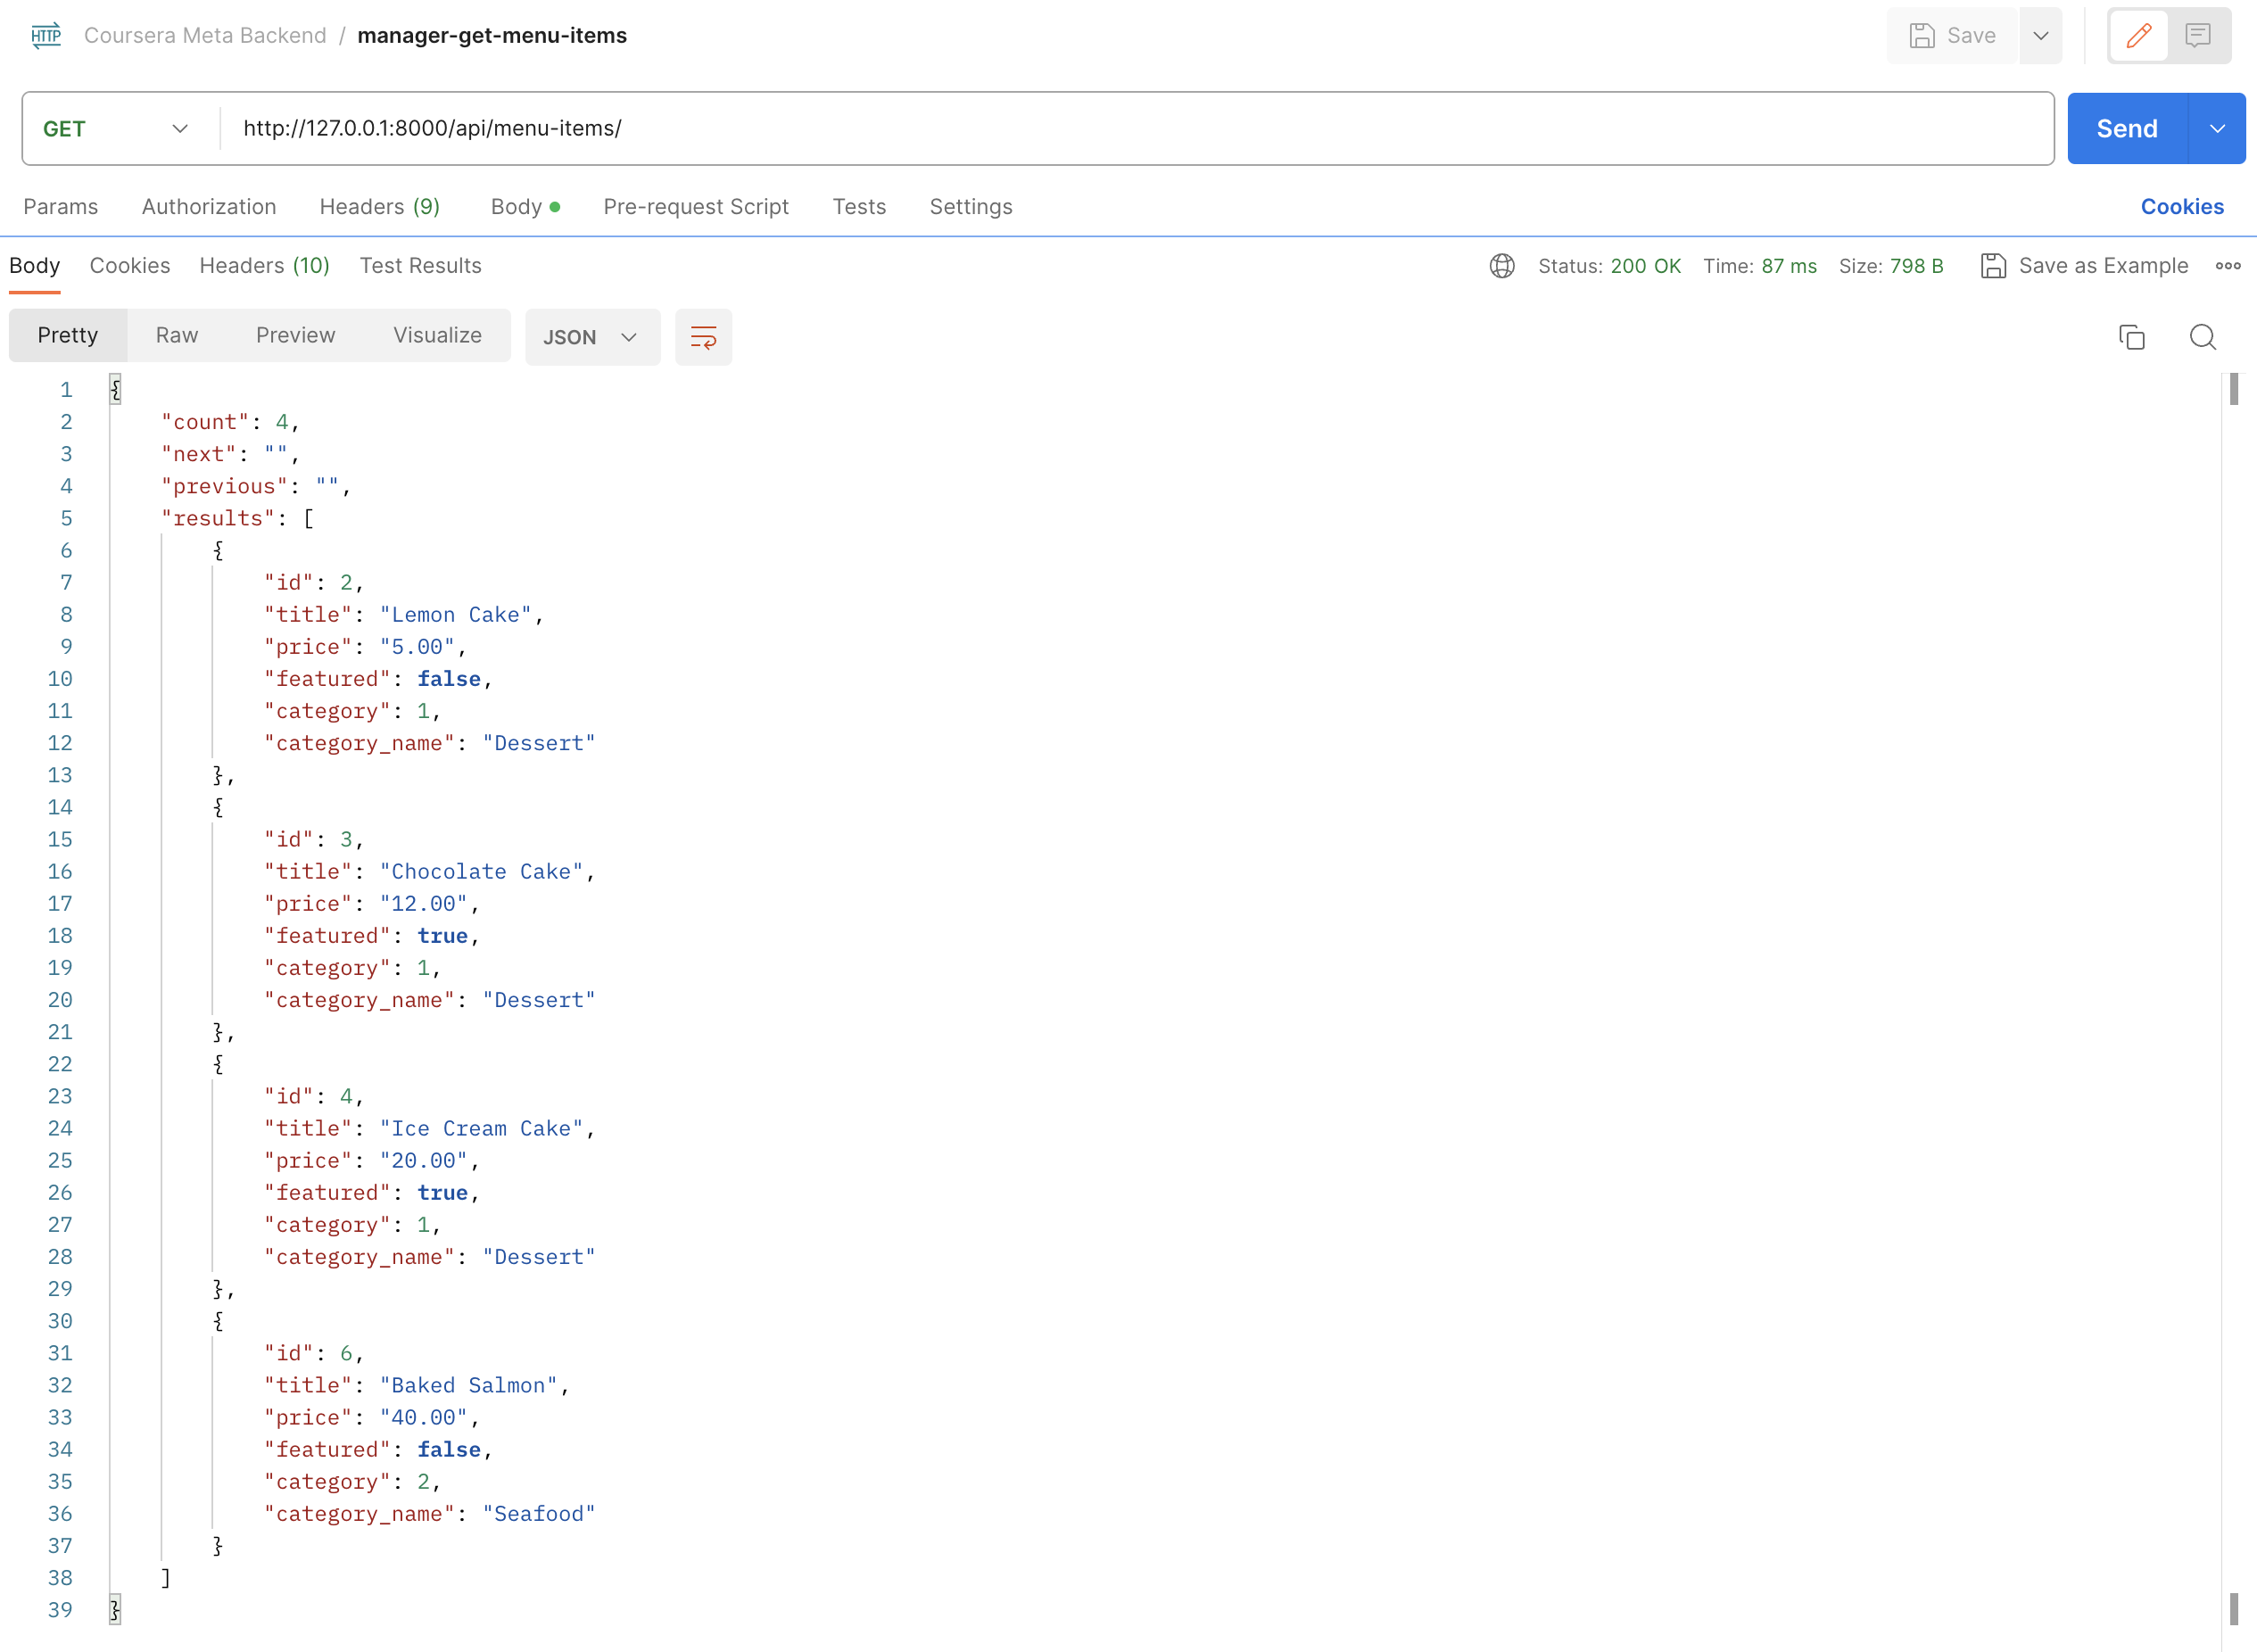 HTTP Coursera Meta Backend / manager-get-menu-items Save
GET http://127.0.0.1:8000/api/menu-items/ Send
Params Authorization Headers (9) Body Pre-request Script Tests Settings Cookies
Body Cookies Headers (10) Test Results Status: 200 OK Time: 87 ms Size: 798 B Save as Example
Pretty Raw Preview Visualize JSON
1 {
2 "count": 4,
3 "next": "",
4 "previous": "",
5 "results": [
6 {
7 "id": 2,
8 "title": "Lemon Cake",
9 "price": "5.00",
10 "featured": false,
11 "category": 1,
12 "category_name": "Dessert"
13 },
14 {
15 "id": 3,
16 "title": "Chocolate Cake",
17 "price": "12.00",
18 "featured": true,
19 "category": 1,
20 "category_name": "Dessert"
21 },
22 {
23 "id": 4,
24 "title": "Ice Cream Cake",
25 "price": "20.00",
26 "featured": true,
27 "category": 1,
28 "category_name": "Dessert"
29 },
30 {
31 "id": 6,
32 "title": "Baked Salmon",
33 "price": "40.00",
34 "featured": false,
35 "category": 2,
36 "category_name": "Seafood"
37 }
38 ]
39 }